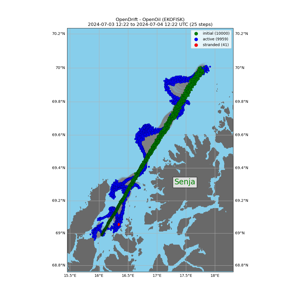 OpenDrift - OpenOil (EKOFISK)
2024-07-03 12:22 to 2024-07-04 12:22 UTC (25 steps)
initial (10000)
active (9959)
stranded (41)
70.2°N
70.2°N
70°N
70°N
69.8°N
69.8°N
69.6°N
69.6°N
69.4°N
69.4°N
Senja
69.2°N
69.2°N
69°N
69°N
68.8°N
68.8°N
15.5°E
16°E
16.5°E
17°E
17.5°E
18°E